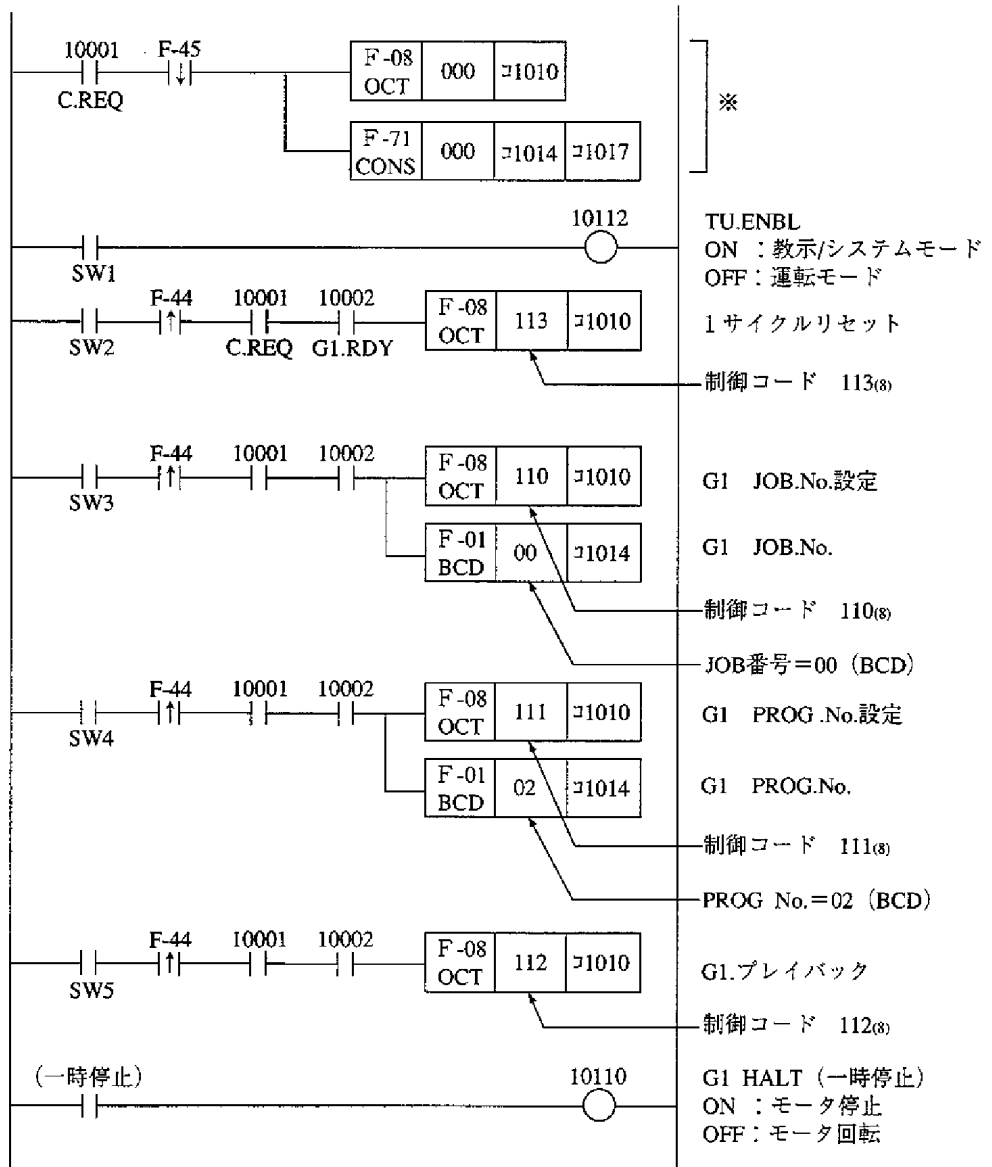 10001 F-45
C.REQ
F-08 OCT 000 コ1010
F-71 CONS 000 コ1014 コ1017
※
10112
SW1
TU.ENBL
ON ：教示/システムモード
OFF：運転モード
F-44 10001 10002
SW2 C.REQ G1.RDY
F-08 OCT 113 コ1010
1サイクルリセット
制御コード 113(8)
F-44 10001 10002
SW3
F-08 OCT 110 コ1010
G1 JOB.No.設定
F-01 BCD 00 コ1014
G1 JOB.No.
制御コード 110(8)
JOB番号＝00（BCD）
F-44 10001 10002
SW4
F-08 OCT 111 コ1010
G1 PROG.No.設定
F-01 BCD 02 コ1014
G1 PROG.No.
制御コード 111(8)
PROG No.＝02（BCD）
F-44 10001 10002
SW5
F-08 OCT 112 コ1010
G1.プレイバック
制御コード 112(8)
（一時停止）
10110
G1 HALT（一時停止）
ON ：モータ停止
OFF：モータ回転